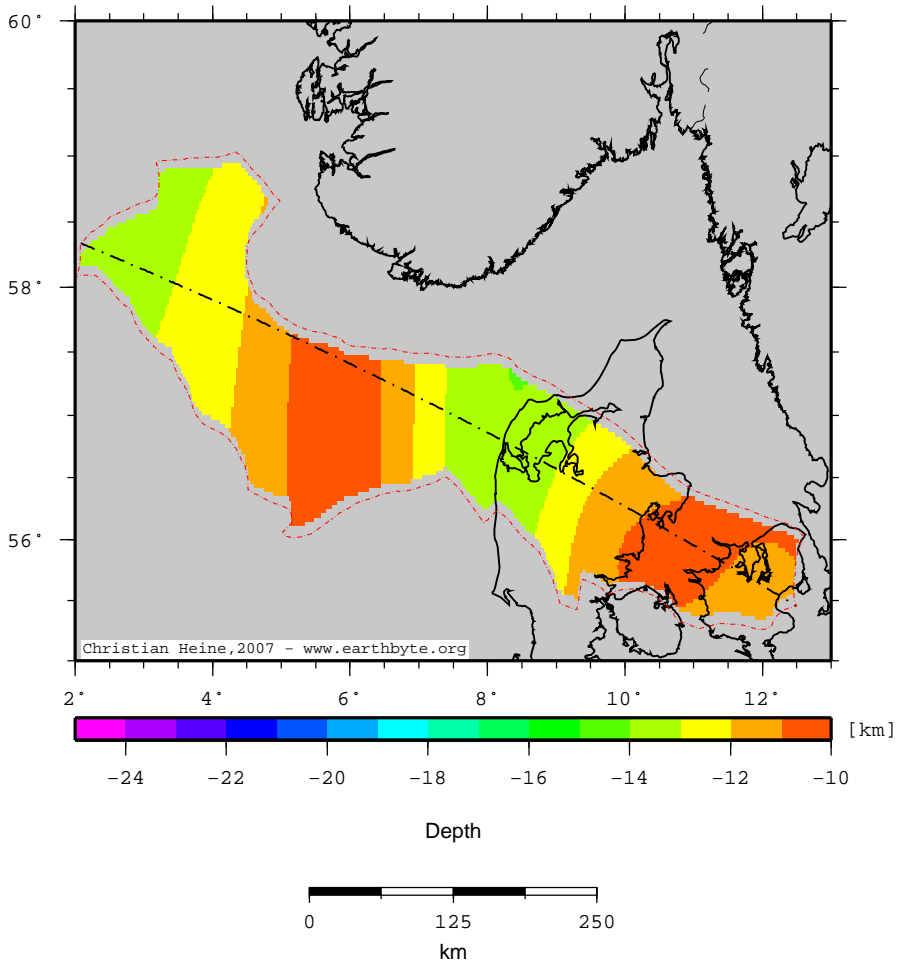 60°
58°
56°
Christian Heine,2007 - www.earthbyte.org
2° 4° 6° 8° 10° 12°
[km]
−24 −22 −20 −18 −16 −14 −12 −10
Depth
0 125 250
km